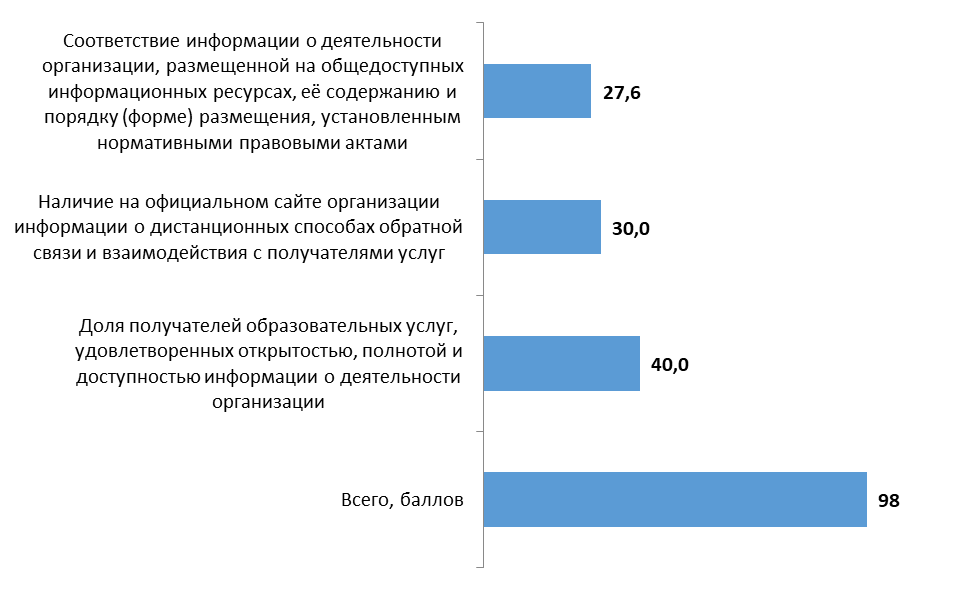 Соответствие информации о деятельности
организации, размещенной на общедоступных
информационных ресурсах, её содержанию и
порядку (форме) размещения, установленным
нормативными правовыми актами
27,6
Наличие на официальном сайте организации
информации о дистанционных способах обратной
связи и взаимодействия с получателями услуг
30,0
Доля получателей образовательных услуг,
удовлетворенных открытостью, полнотой и
доступностью информации о деятельности
организации
40,0
Всего, баллов
98